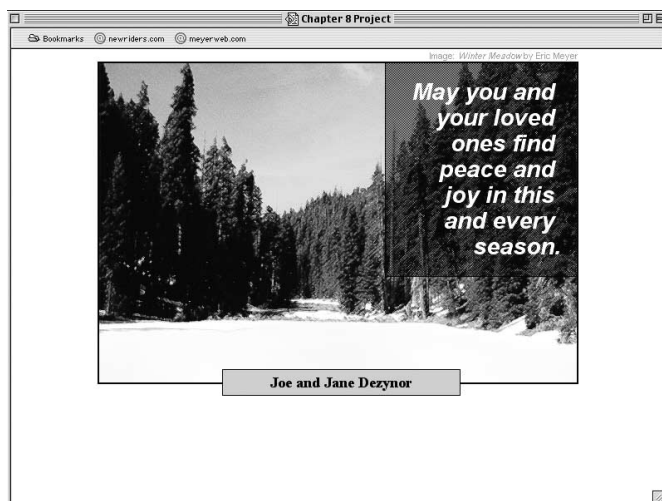 Chapter 8 Project
Bookmarks newriders.com meyerweb.com
Image: Winter Meadow by Eric Meyer
May you and
your loved
ones find
peace and
joy in this
and every
season.
Joe and Jane Dezynor